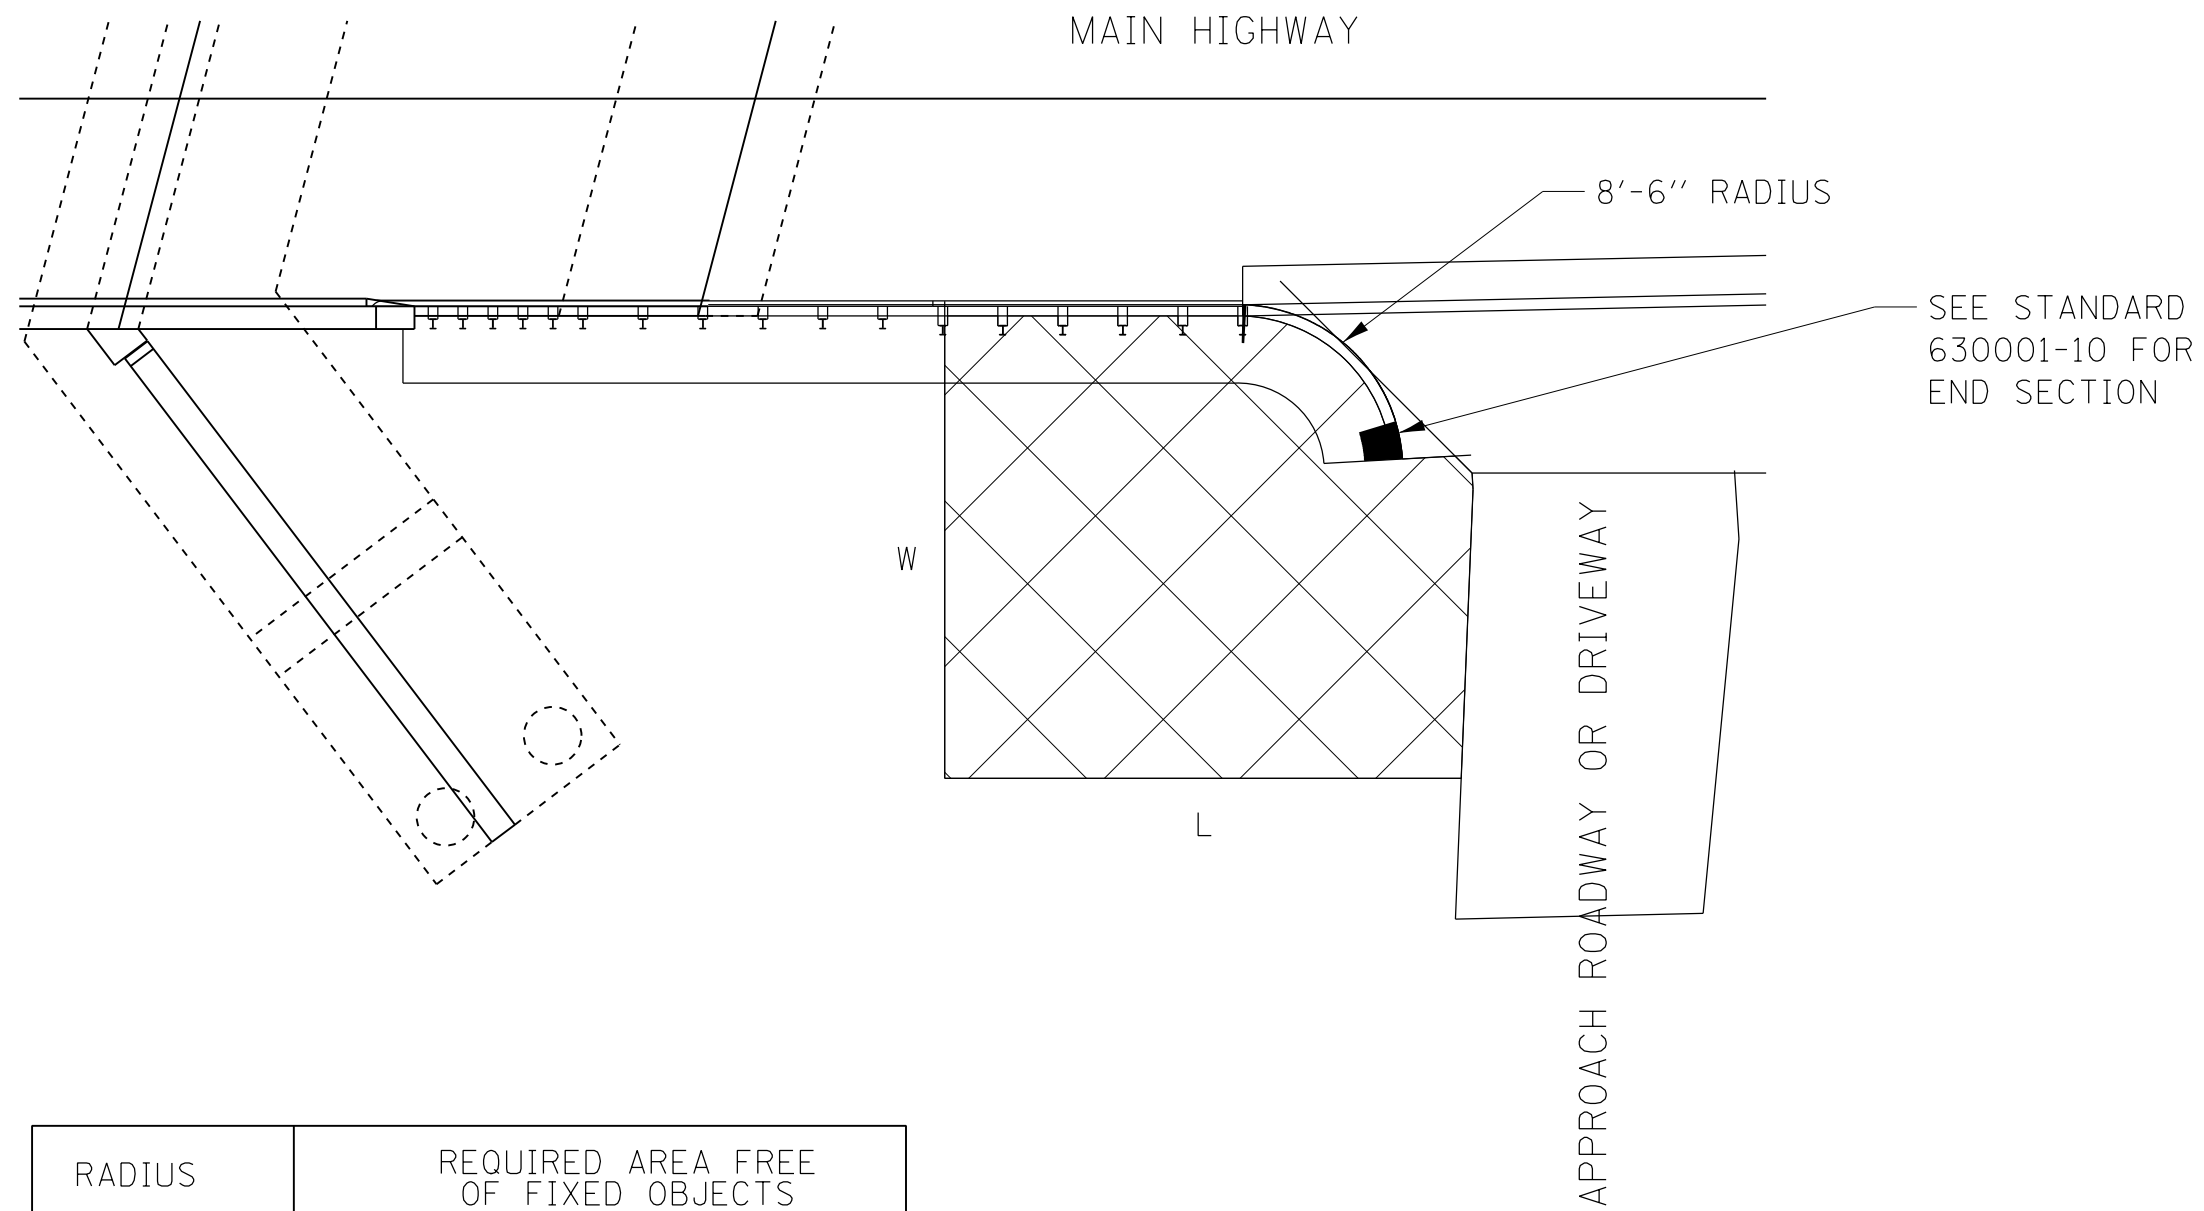 MAIN HIGHWAY
8'-6" RADIUS
SEE STANDARD
630001-10 FOR
END SECTION
W
L
APPROACH ROADWAY OR DRIVEWAY
RADIUS
REQUIRED AREA FREE
OF FIXED OBJECTS